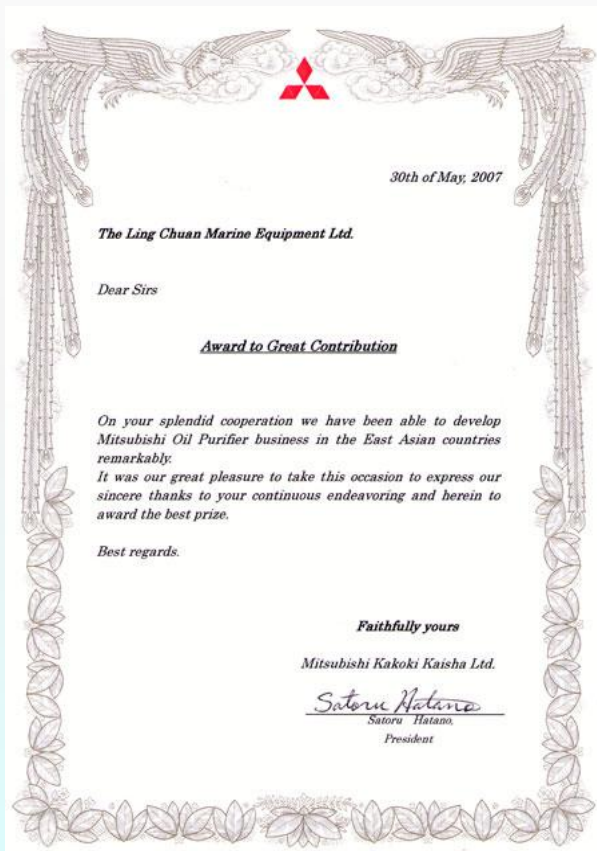 30th of May, 2007
The Ling Chuan Marine Equipment Ltd.
Dear Sirs
Award to Great Contribution
On your splendid cooperation we have been able to develop
Mitsubishi Oil Purifier business in the East Asian countries
remarkably.
It was our great pleasure to take this occasion to express our
sincere thanks to your continuous endeavoring and herein to
award the best prize.
Best regards.
Faithfully yours
Mitsubishi Kakoki Kaisha Ltd.
Satoru Hatano
Satoru Hatano,
President